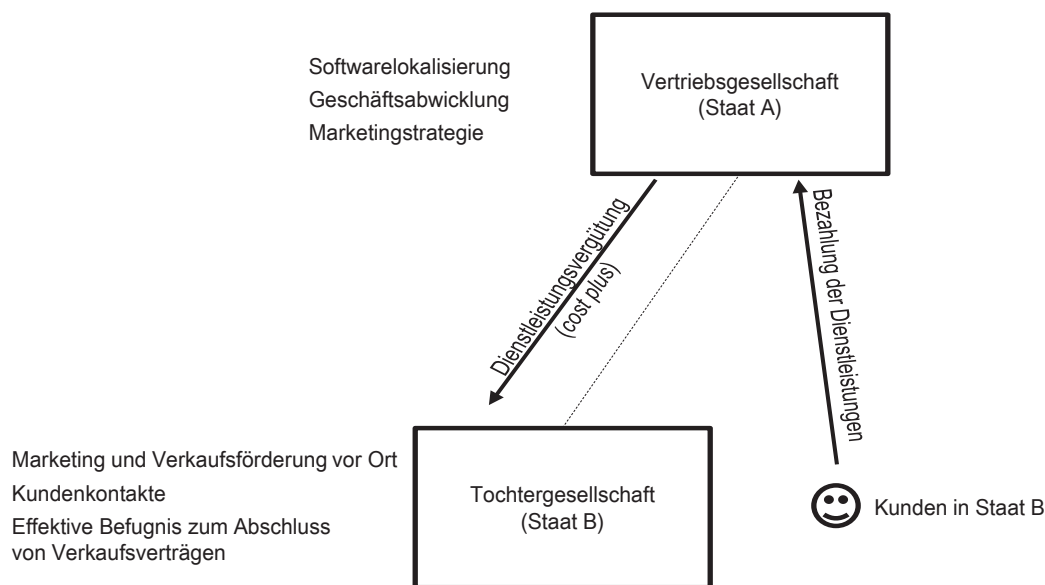 Softwarelokalisierung
Geschäftsabwicklung
Marketingstrategie
Vertriebsgesellschaft
(Staat A)
Dienstleistungsvergütung
(cost plus)
Bezahlung der Dienstleistungen
Marketing und Verkaufsförderung vor Ort
Kundenkontakte
Effektive Befugnis zum Abschluss
von Verkaufsverträgen
Tochtergesellschaft
(Staat B)
Kunden in Staat B